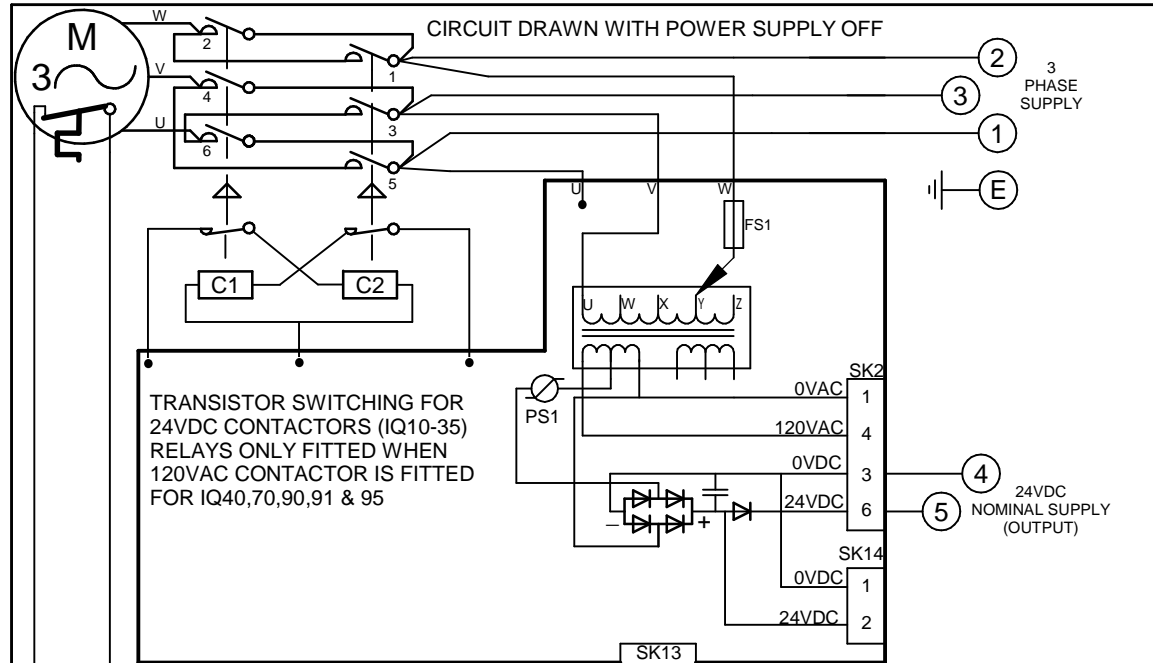 CIRCUIT DRAWN WITH POWER SUPPLY OFF
W
M
3
V
U
2
1
4
3
6
5
2
3
1
3
PHASE
SUPPLY
E
U
V
W
FS1
C1
C2
U
W
X
Y
Z
PS1
TRANSISTOR SWITCHING FOR
24VDC CONTACTORS (IQ10-35)
RELAYS ONLY FITTED WHEN
120VAC CONTACTOR IS FITTED
FOR IQ40,70,90,91 & 95
SK2
0VAC
1
120VAC
4
0VDC
3
24VDC
6
–
+
4
5
24VDC
NOMINAL SUPPLY
(OUTPUT)
SK14
0VDC
1
24VDC
2
SK13